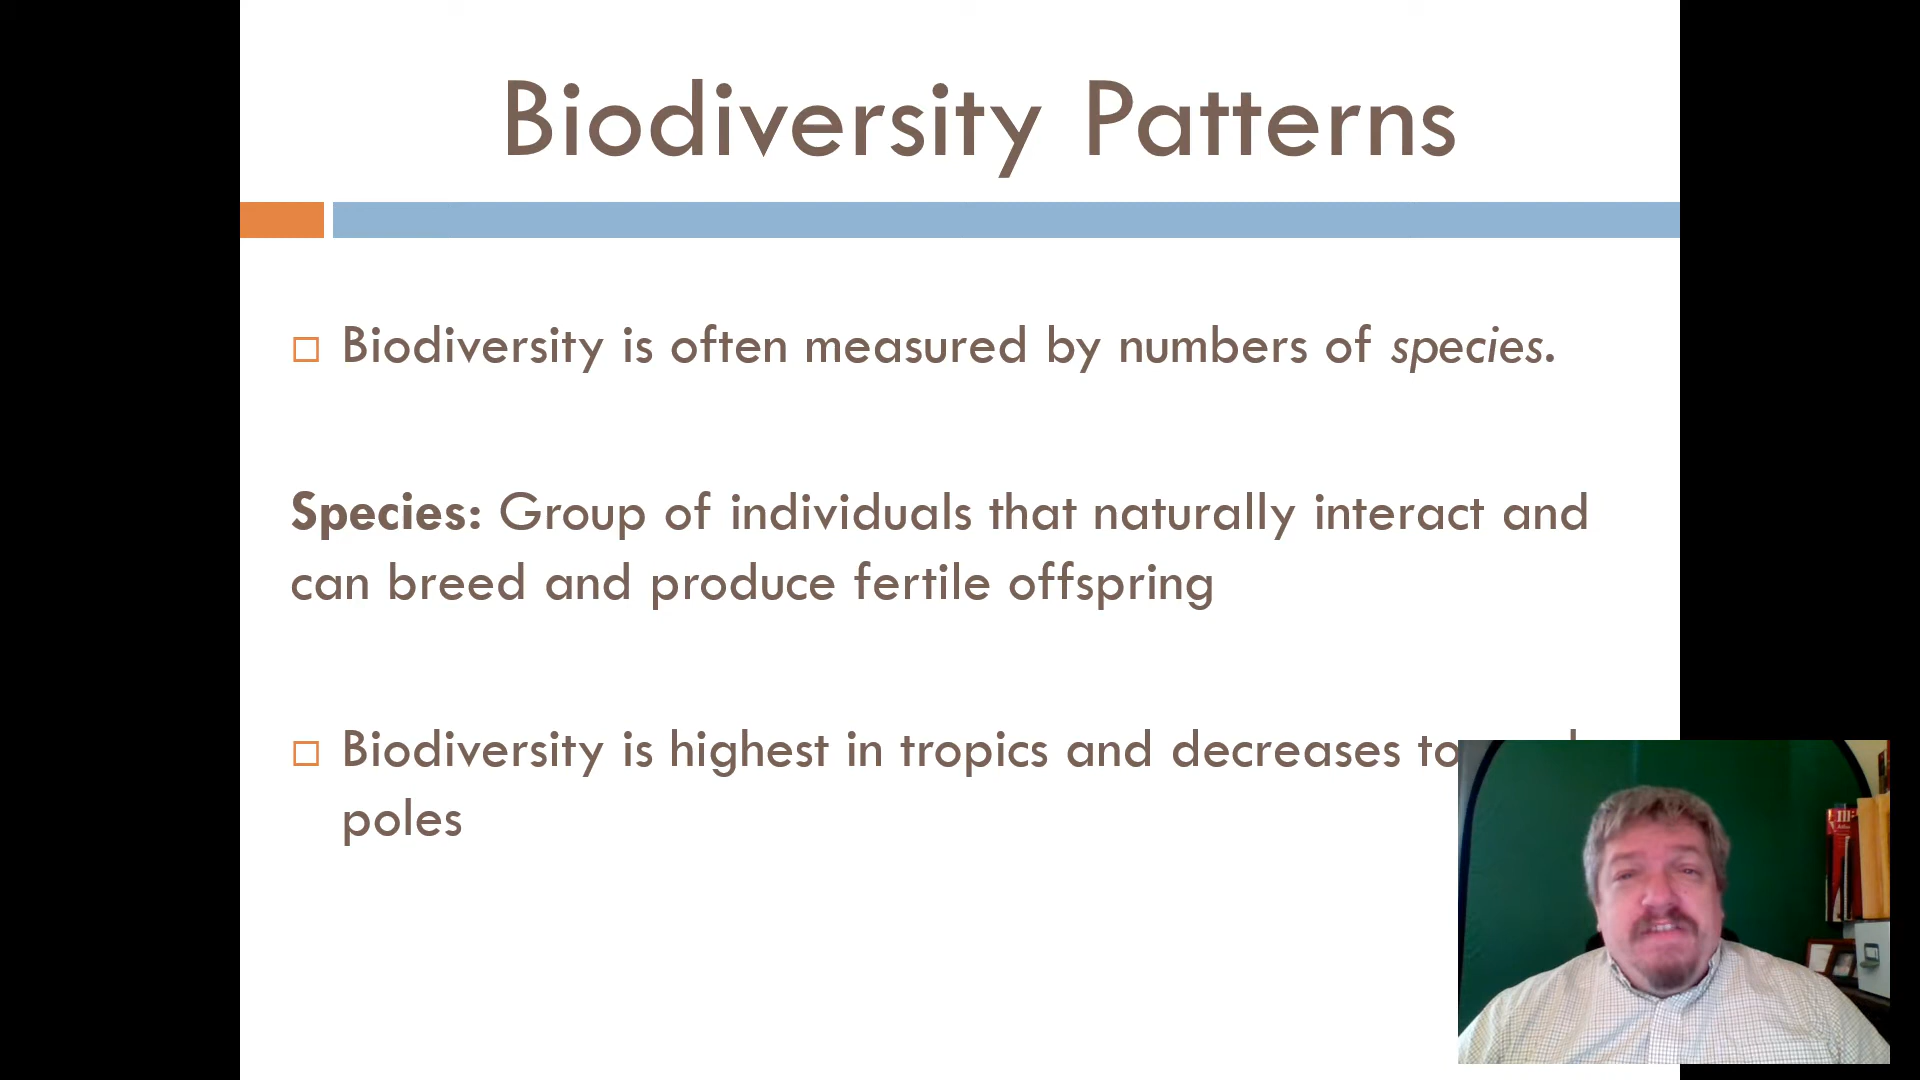 Biodiversity Patterns
Biodiversity is often measured by numbers of species.
Species: Group of individuals that naturally interact and
can breed and produce fertile offspring
Biodiversity is highest in tropics and decreases
poles